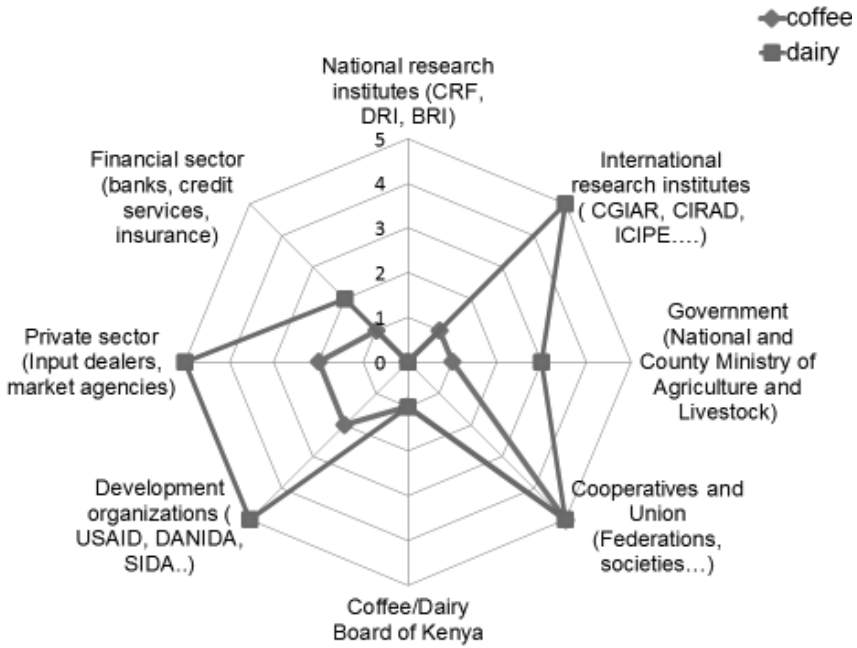 coffee
dairy
National research
institutes (CRF,
DRI, BRI)
5
4
3
2
1
0
International
research institutes
( CGIAR, CIRAD,
ICIPE....)
Government
(National and
County Ministry of
Agriculture and
Livestock)
Cooperatives and
Union
(Federations,
societies...)
Coffee/Dairy
Board of Kenya
Development
organizations (
USAID, DANIDA,
SIDA..)
Private sector
(Input dealers,
market agencies)
Financial sector
(banks, credit
services,
insurance)